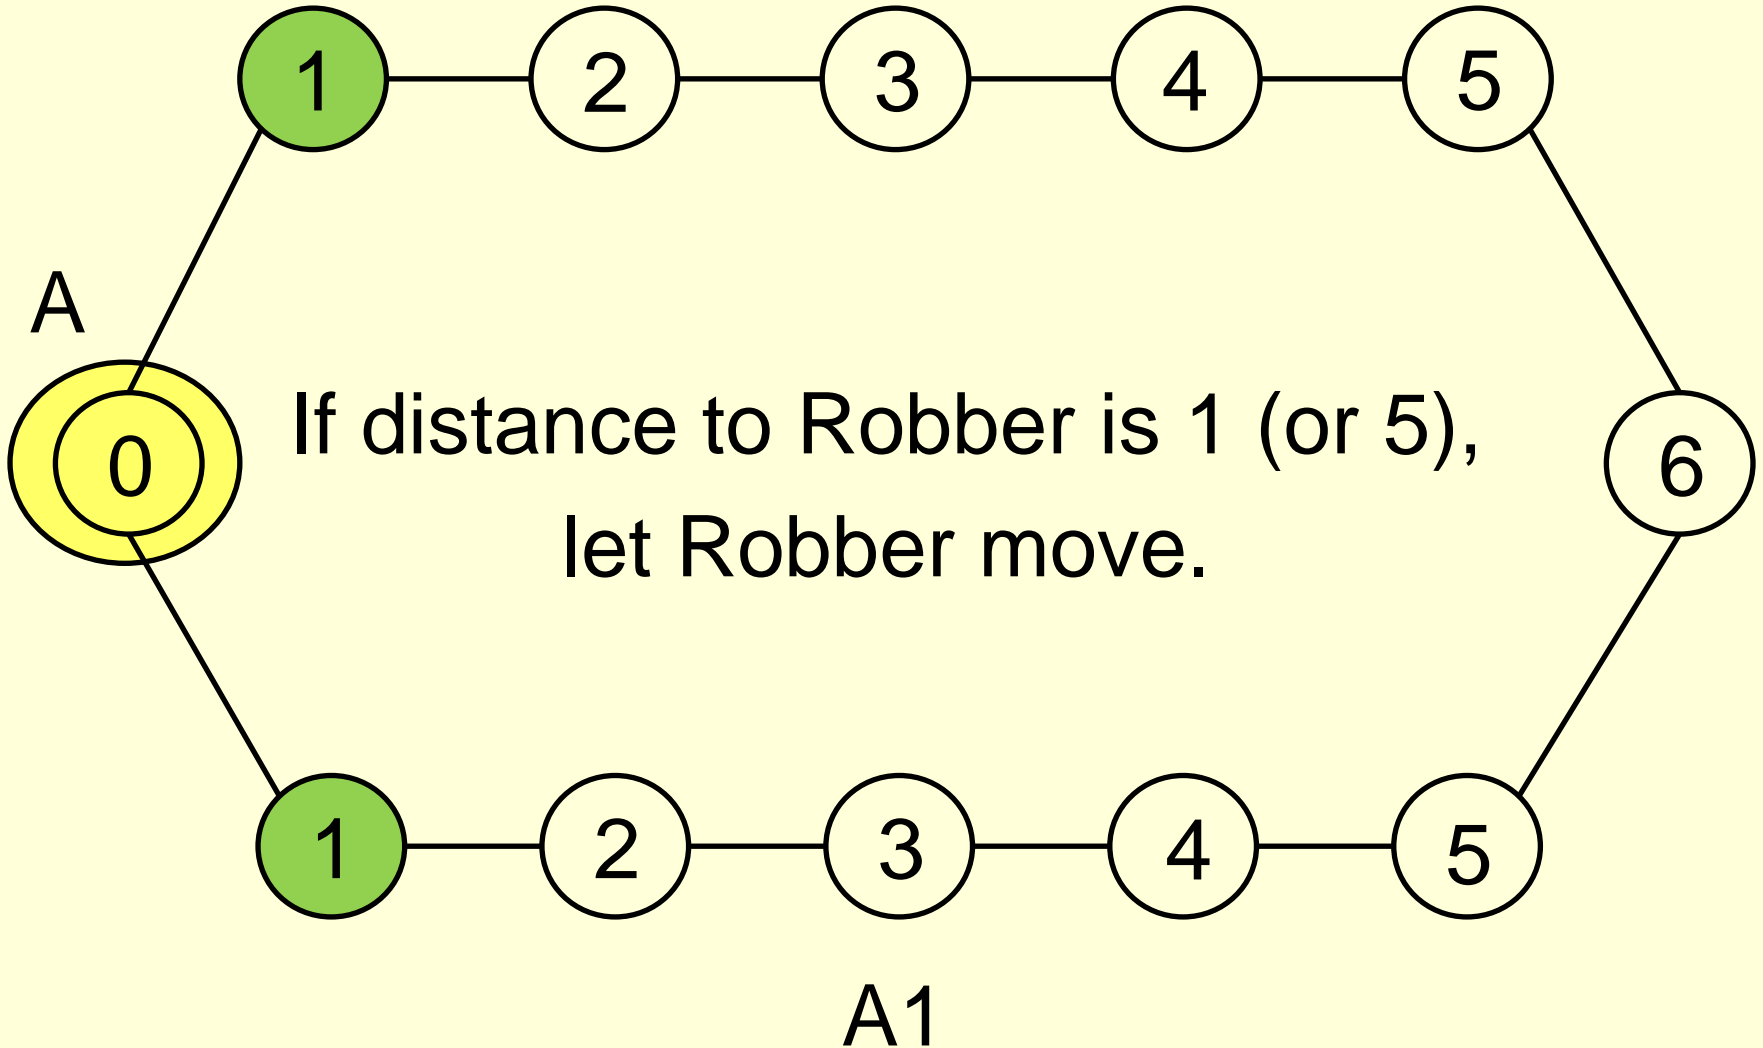 1 2 3 4 5
A
0 If distance to Robber is 1 (or 5), 6
let Robber move.
1 2 3 4 5
A1